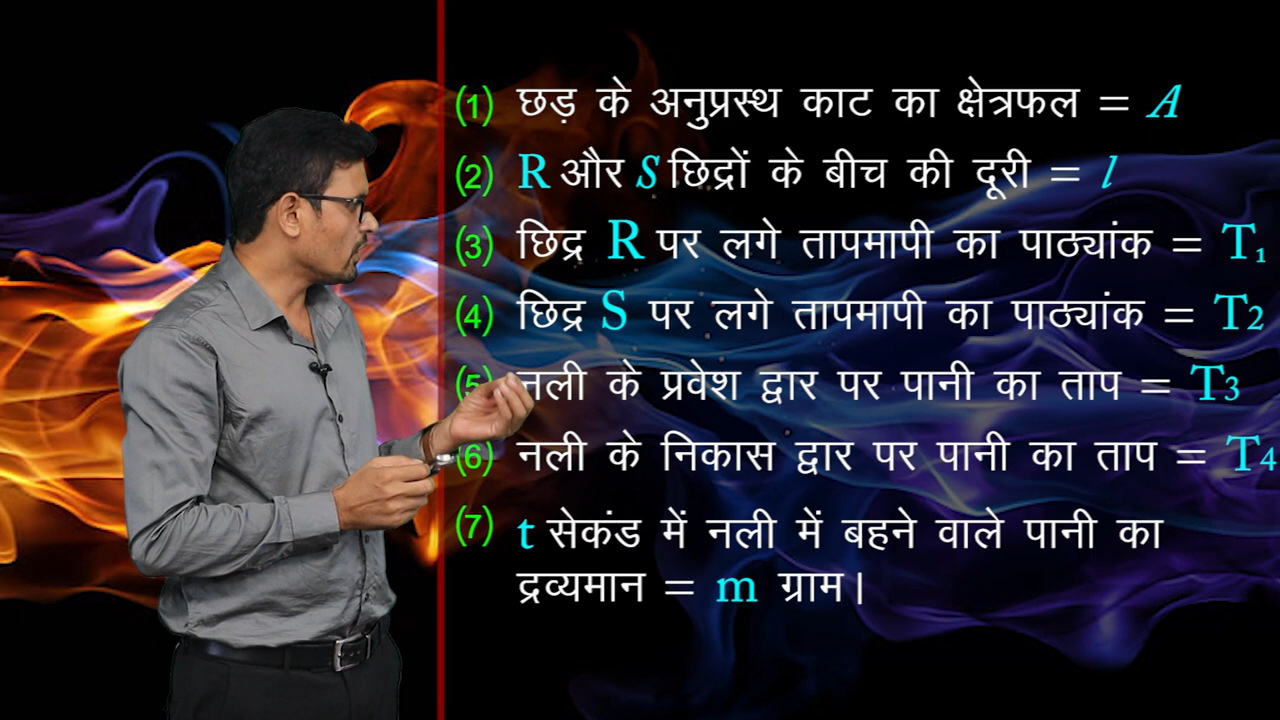 (1) छड़ के अनुप्रस्थ काट का क्षेत्रफल = A
(2) R और S छिद्रों के बीच की दूरी = l
(3) छिद्र R पर लगे तापमापी का पाठ्यांक = T₁
(4) छिद्र S पर लगे तापमापी का पाठ्यांक = T₂
(5) नली के प्रवेश द्वार पर पानी का ताप = T₃
(6) नली के निकास द्वार पर पानी का ताप = T₄
(7) t सेकंड में नली में बहने वाले पानी का
द्रव्यमान = m ग्राम|